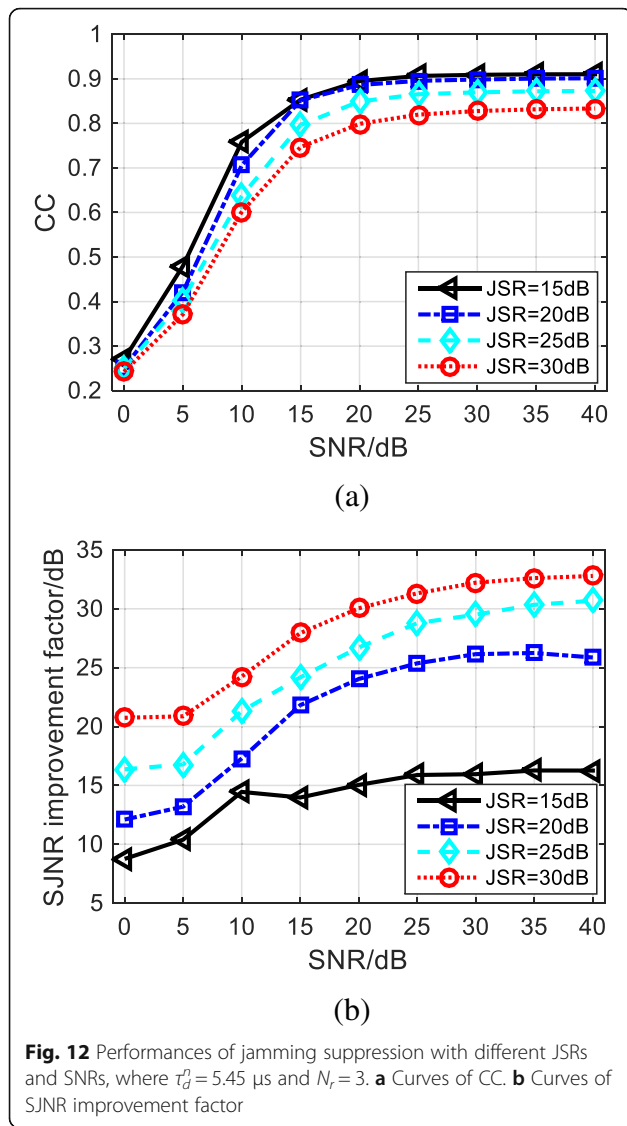 1
0.9
0.8
0.7
0.6
0.5
0.4
0.3
0.2
CC
JSR=15dB
JSR=20dB
JSR=25dB
JSR=30dB
0 5 10 15 20 25 30 35 40
SNR/dB
(a)
35
30
25
20
15
10
5
SJNR improvement factor/dB
JSR=15dB
JSR=20dB
JSR=25dB
JSR=30dB
0 5 10 15 20 25 30 35 40
SNR/dB
(b)
Fig. 12 Performances of jamming suppression with different JSRs
and SNRs, where τ_d^n = 5.45 μs and N_r = 3. a Curves of CC. b Curves of
SJNR improvement factor